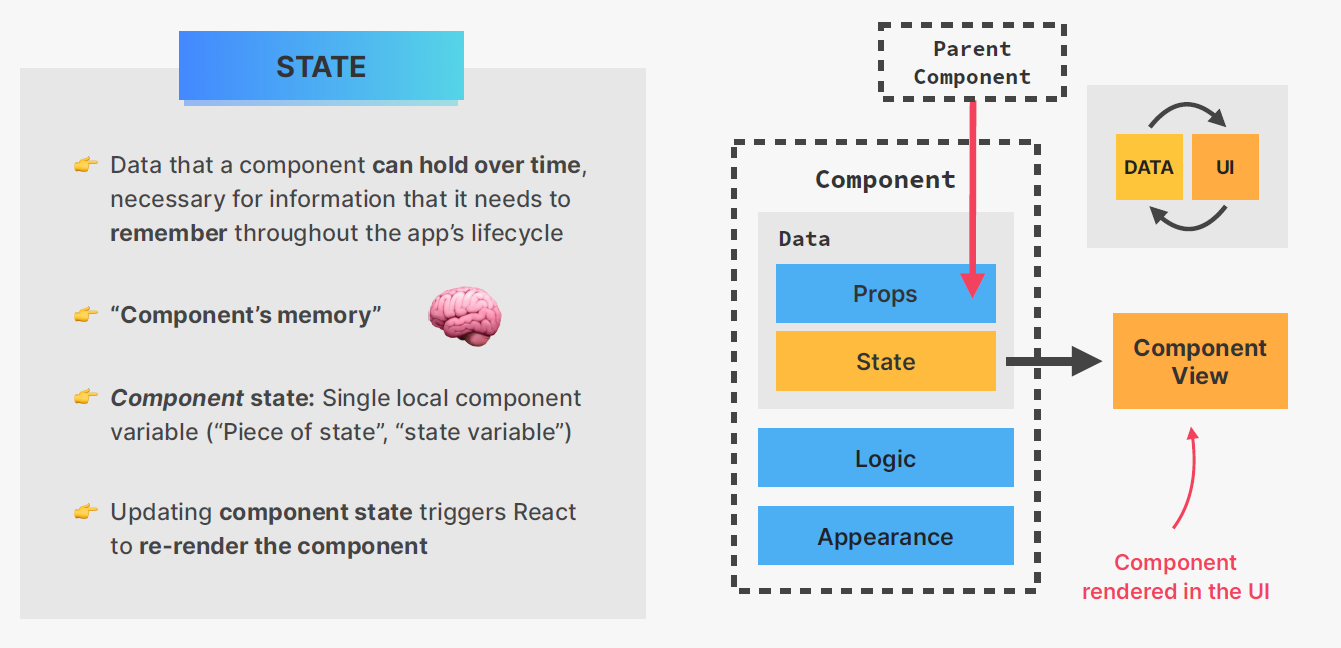 STATE
Data that a component can hold over time,
necessary for information that it needs to
remember throughout the app’s lifecycle
“Component’s memory”
Component state: Single local component
variable (“Piece of state”, “state variable”)
Updating component state triggers React
to re-render the component
Parent
Component
Component
Data
Props
State
Logic
Appearance
DATA
UI
Component
View
Component
rendered in the UI